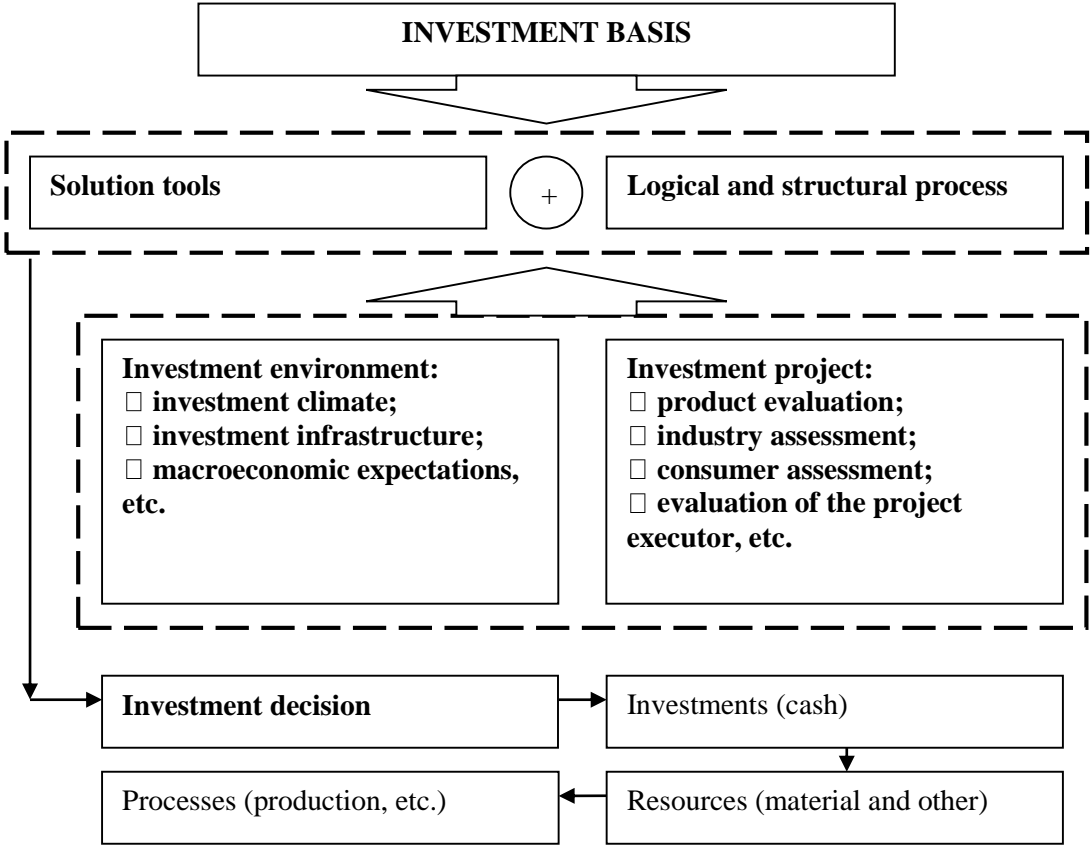 INVESTMENT BASIS
Solution tools
+
Logical and structural process
Investment environment:
□ investment climate;
□ investment infrastructure;
□ macroeconomic expectations,
etc.
Investment project:
□ product evaluation;
□ industry assessment;
□ consumer assessment;
□ evaluation of the project
executor, etc.
Investment decision
Investments (cash)
Processes (production, etc.)
Resources (material and other)